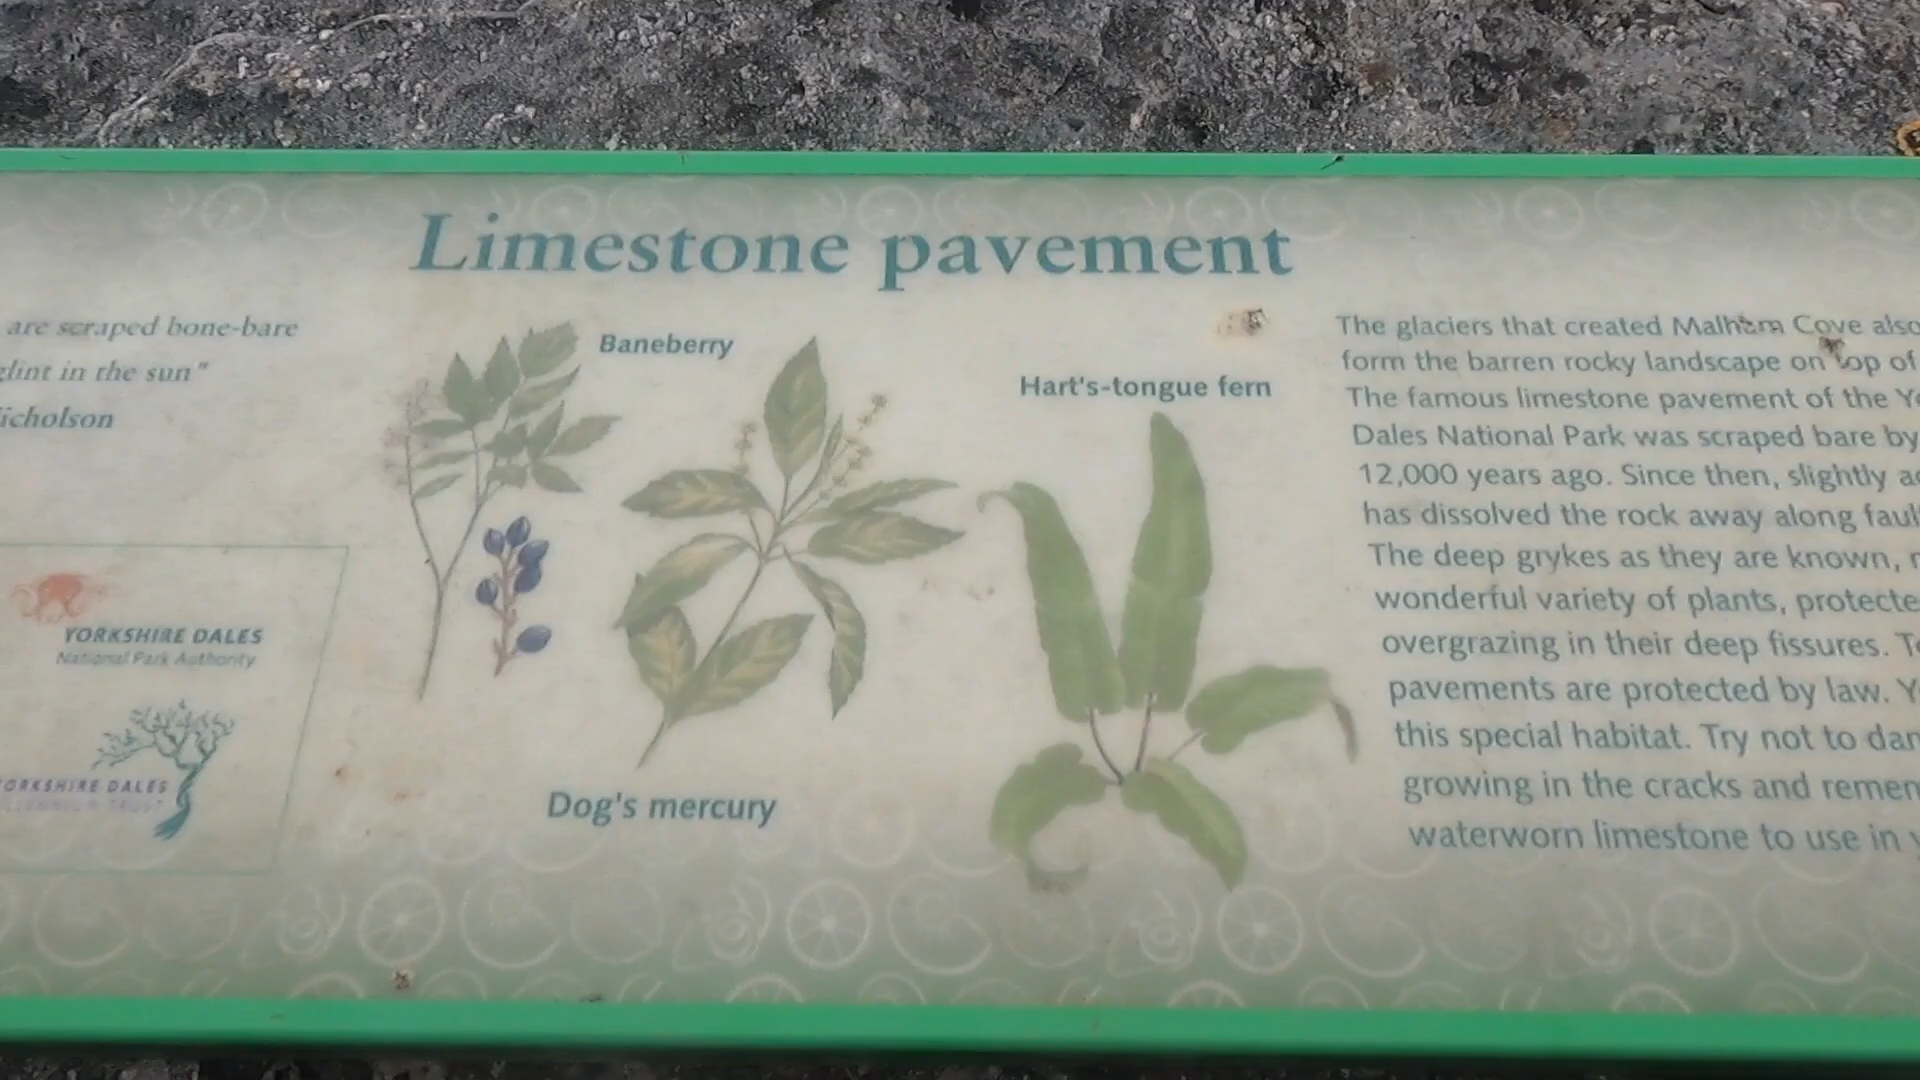 Limestone pavement
are scraped bone-bare
glint in the sun"
icholson
YORKSHIRE DALES
National Park Authority
YORKSHIRE DALES
MILLENNIUM TRUST
Baneberry
Dog's mercury
Hart's-tongue fern
The glaciers that created Malham Cove also
form the barren rocky landscape on top of
The famous limestone pavement of the
Dales National Park was scraped bare by
12,000 years ago. Since then, slightly
has dissolved the rock away along
The deep grykes as they are known,
wonderful variety of plants,
overgrazing in their deep fissures.
pavements are protected by law.
this special habitat. Try not to
growing in the cracks and
waterworn limestone to use in